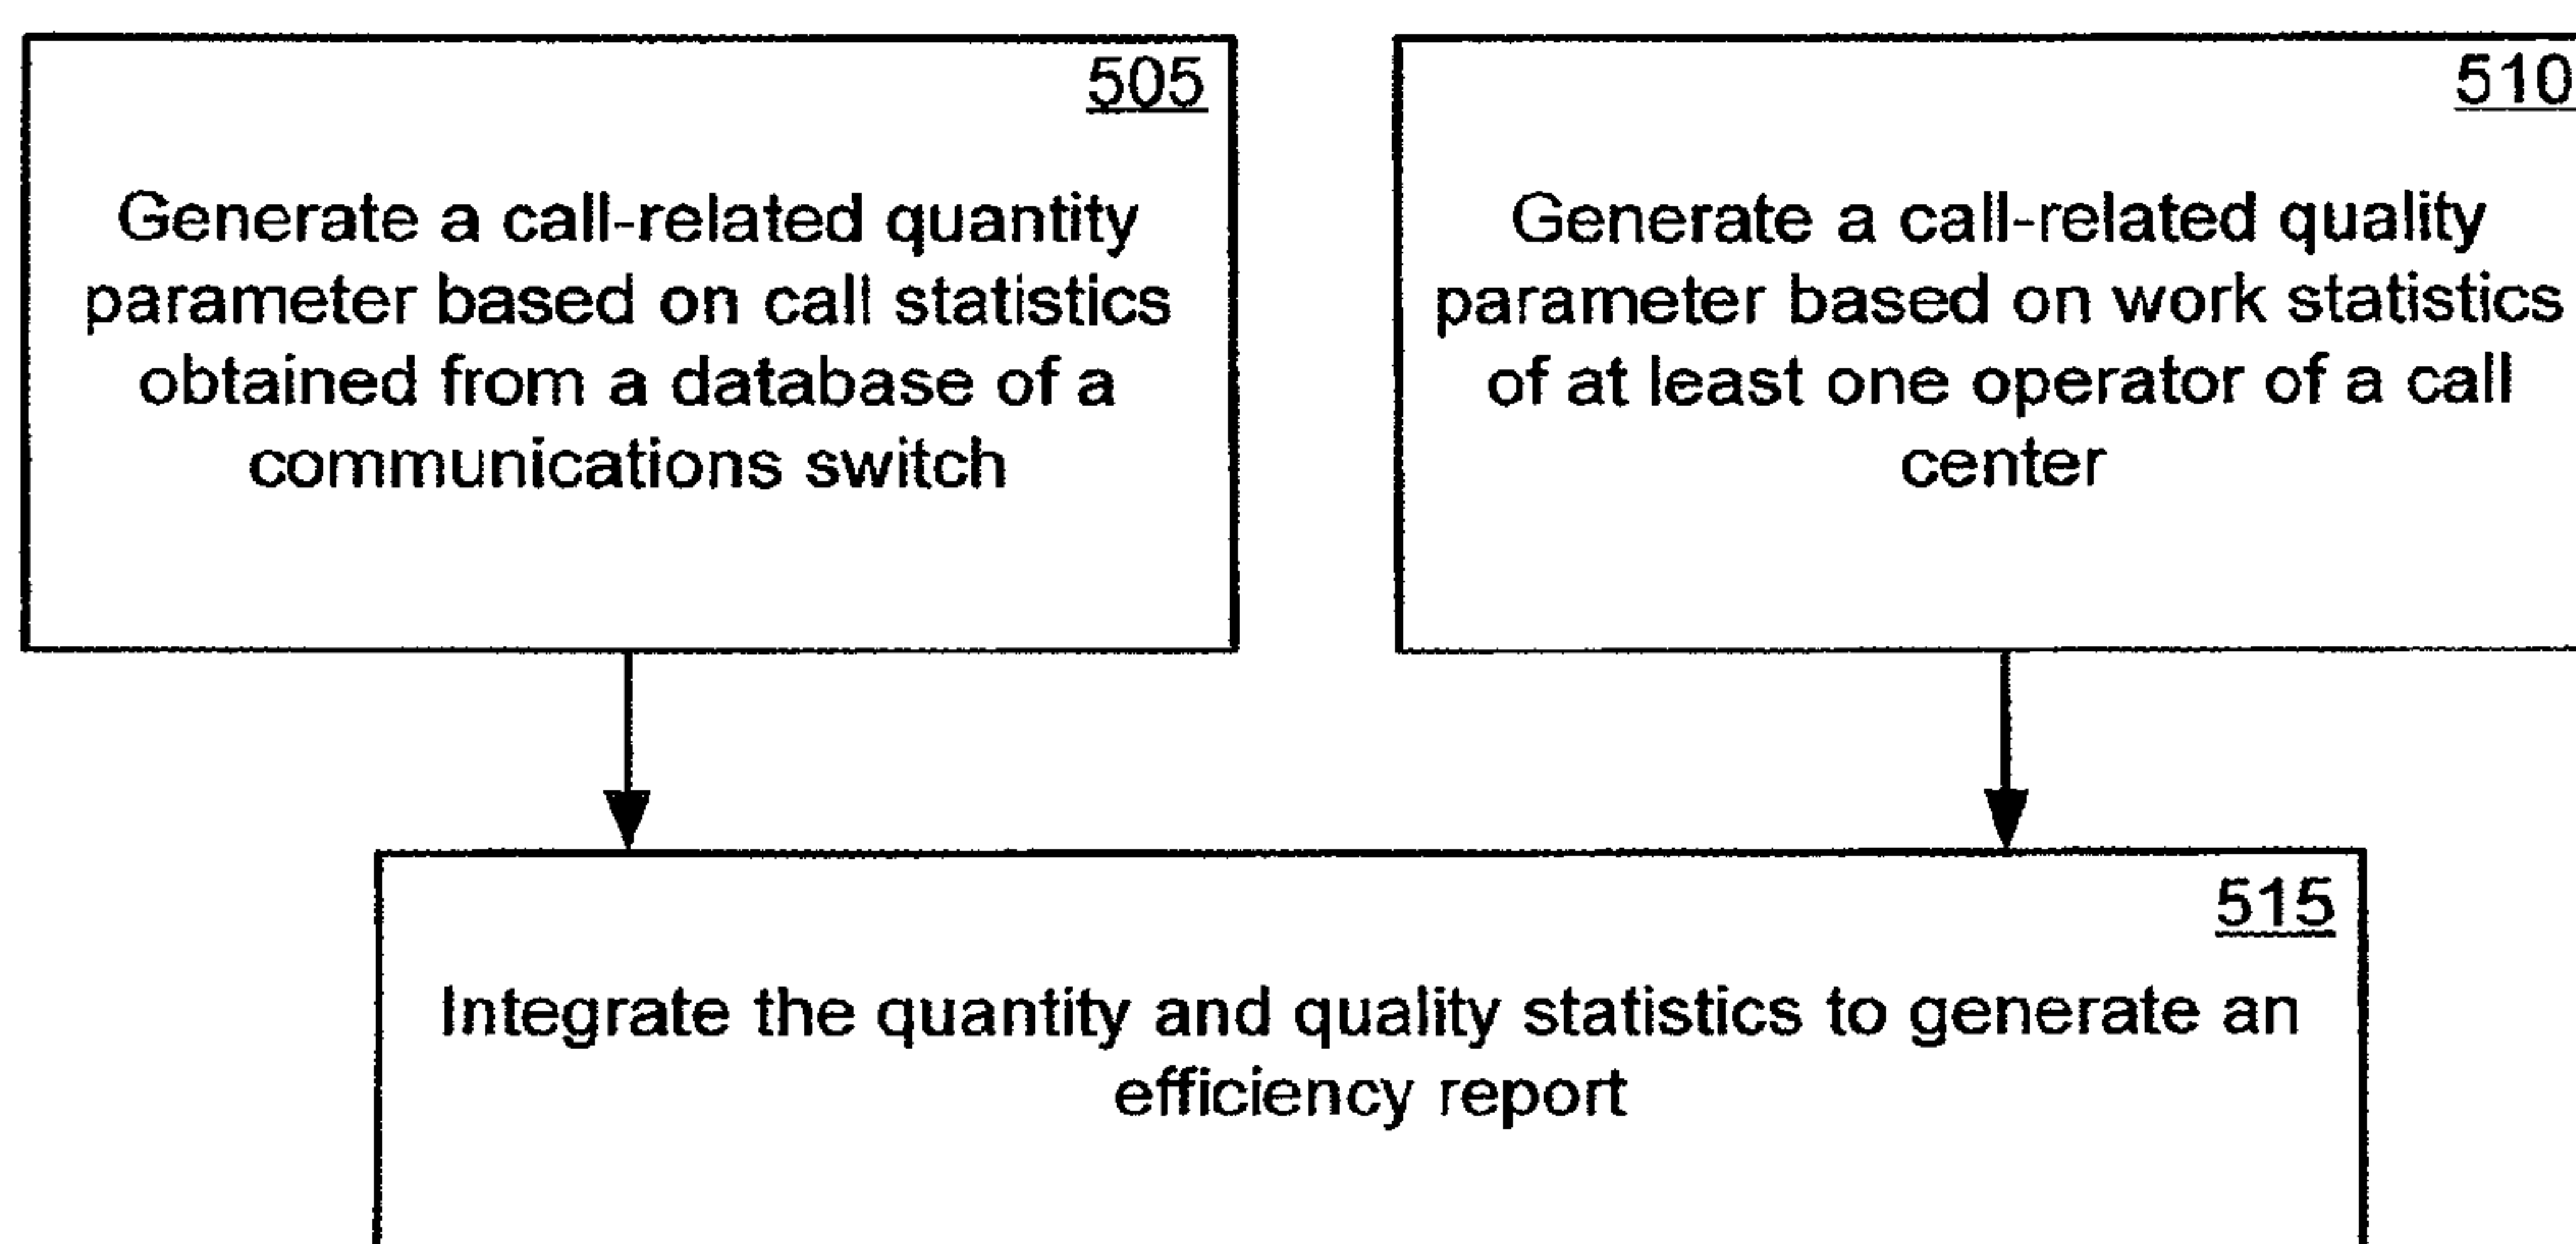 505
Generate a call-related quantity
parameter based on call statistics
obtained from a database of a
communications switch
510
Generate a call-related quality
parameter based on work statistics
of at least one operator of a call
center
515
Integrate the quantity and quality statistics to generate an
efficiency report